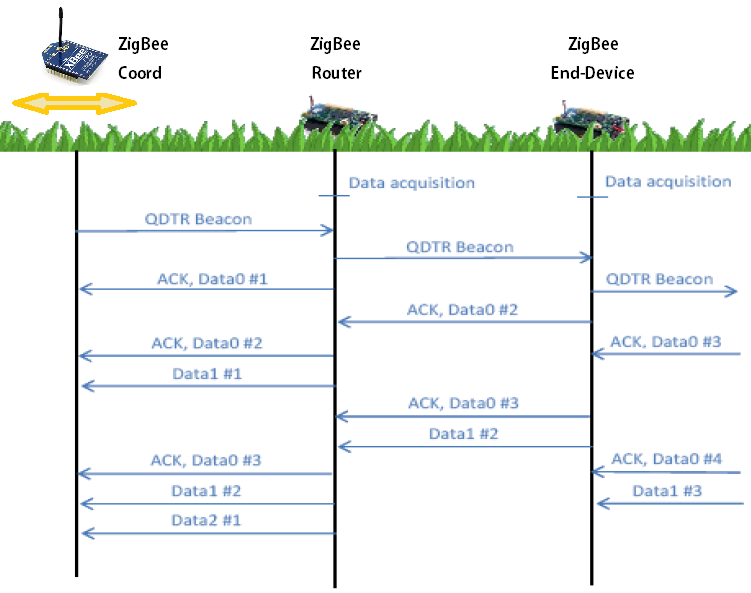 ZigBee
Coord
ZigBee
Router
ZigBee
End-Device
Data acquisition
Data acquisition
QDTR Beacon
QDTR Beacon
ACK, Data0 #1
QDTR Beacon
ACK, Data0 #2
ACK, Data0 #2
ACK, Data0 #3
Data1 #1
ACK, Data0 #3
Data1 #2
ACK, Data0 #3
ACK, Data0 #4
Data1 #2
Data1 #3
Data2 #1